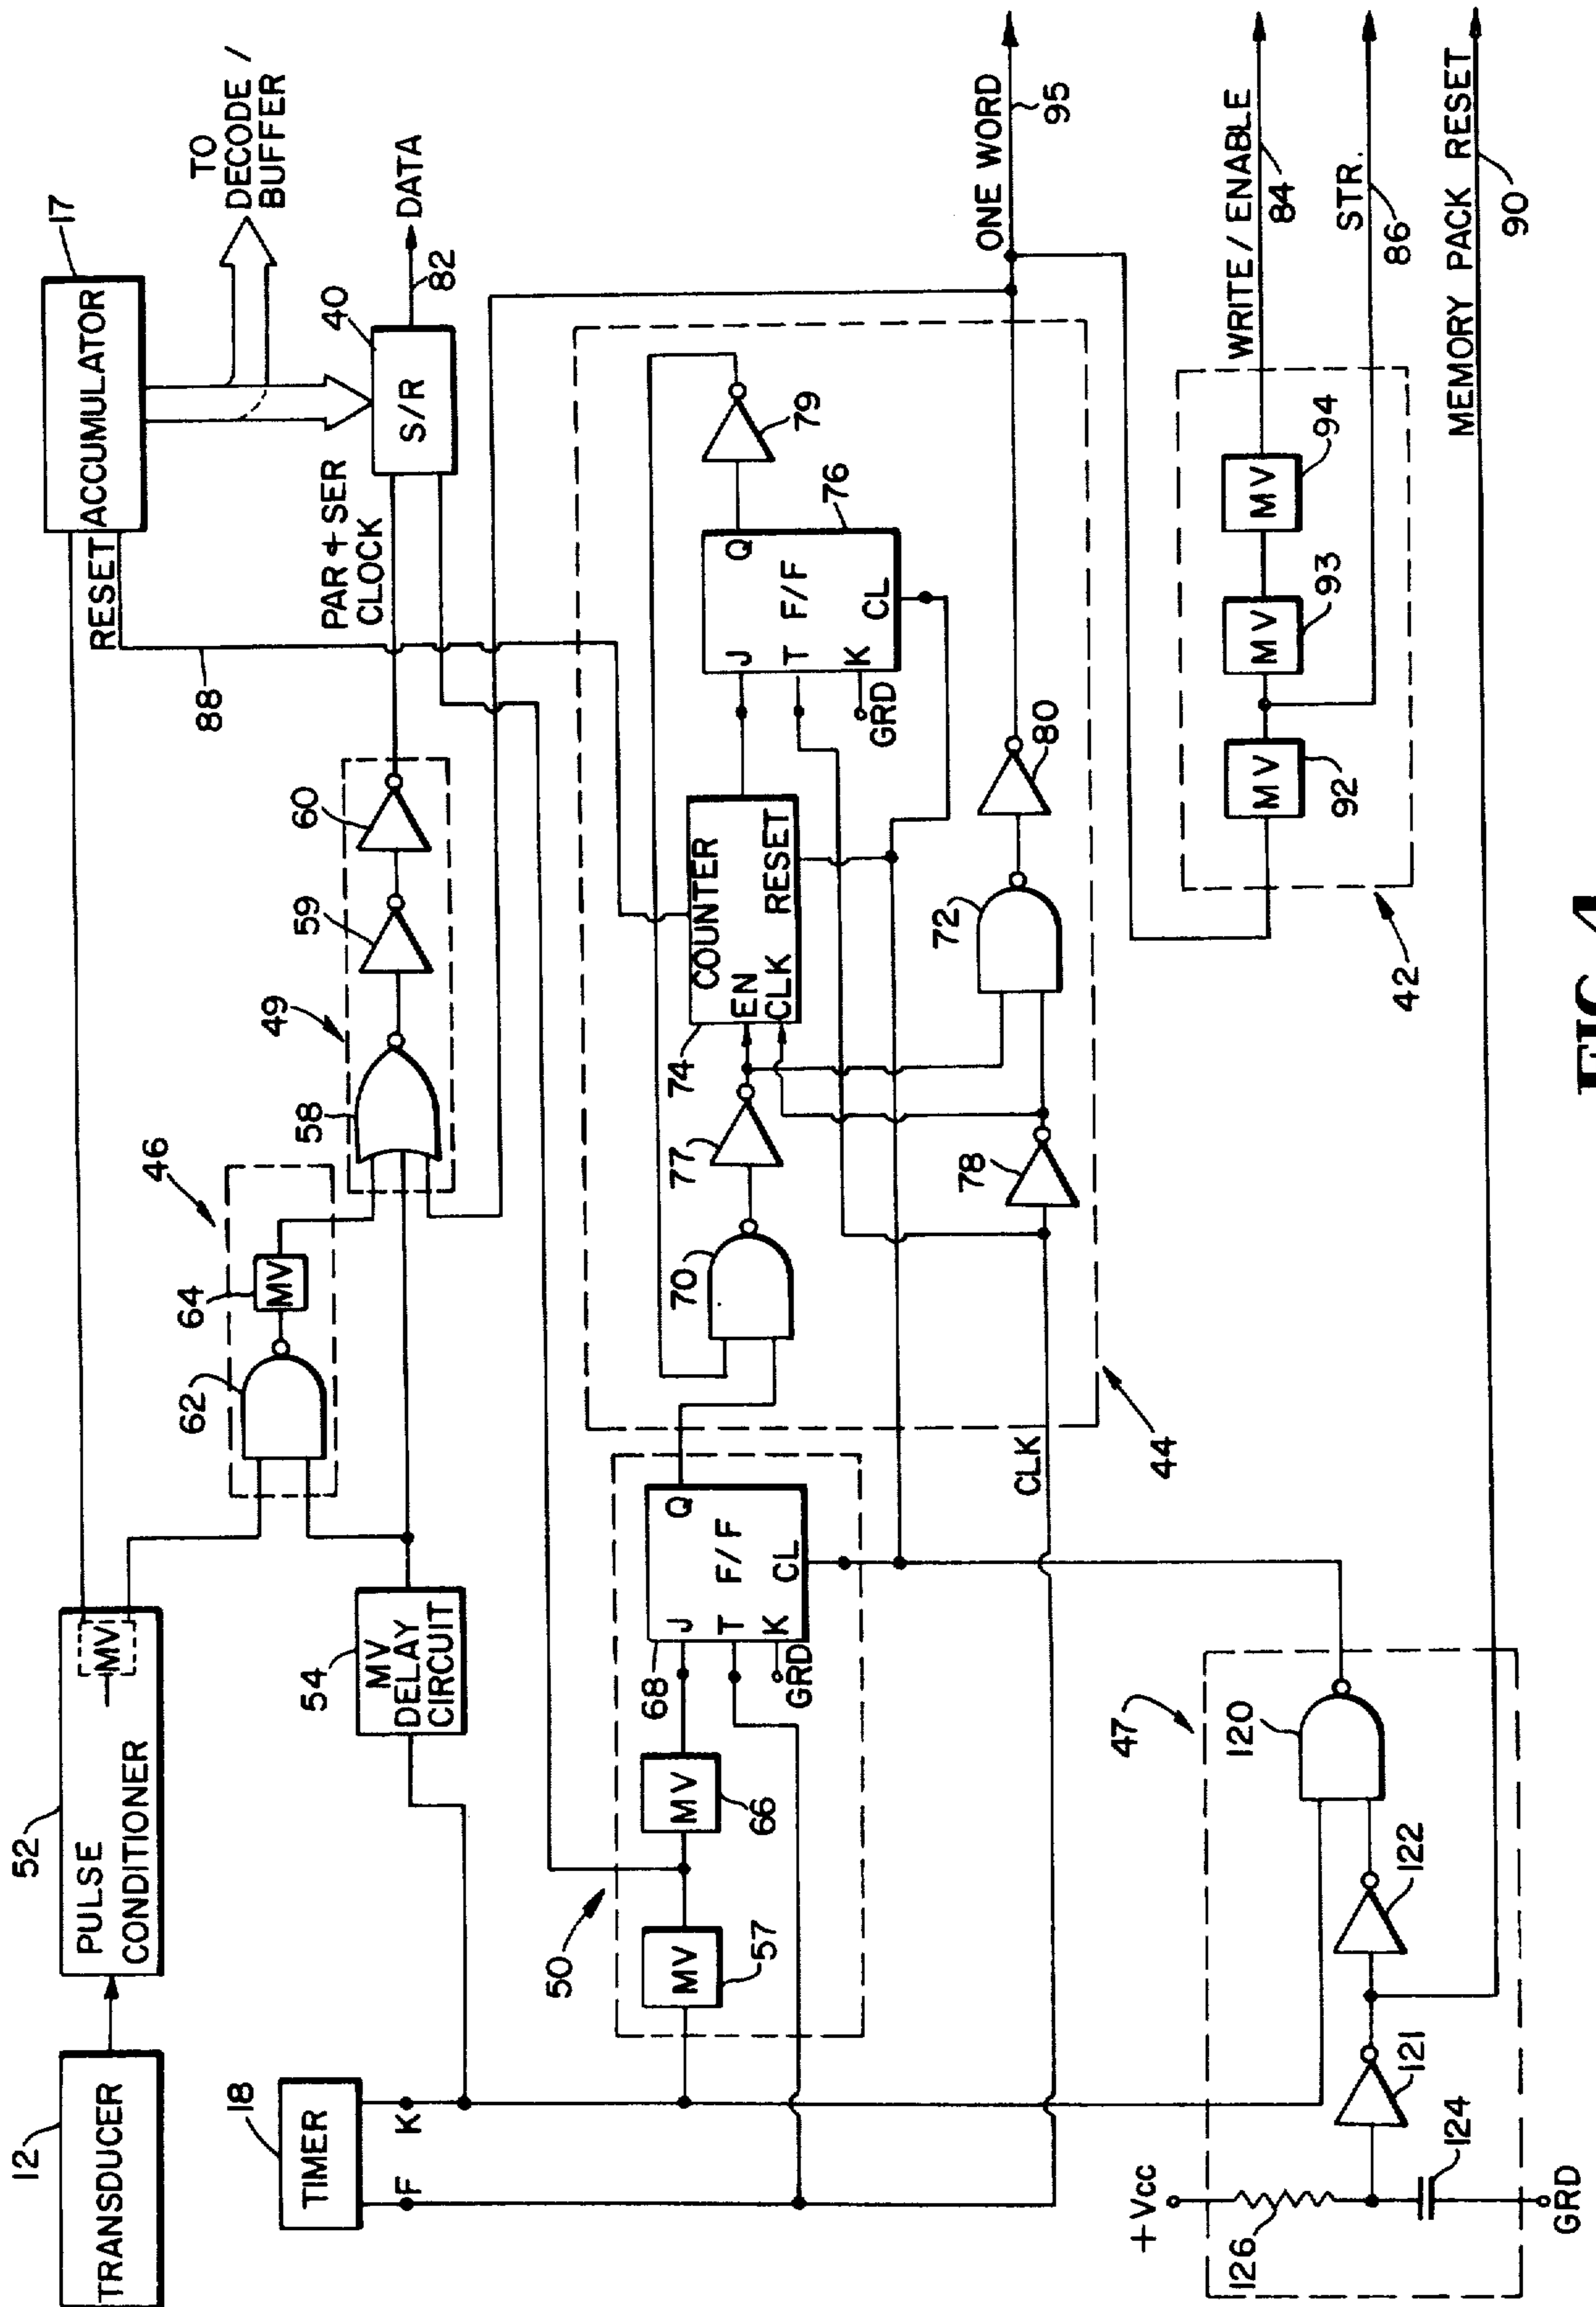 12
TRANSDUCER
52
PULSE
CONDITIONER
MV
17
ACCUMULATOR
RESET
88
TO
DECODE /
BUFFER
18
TIMER
F
K
54
MV
DELAY
CIRCUIT
46
62
64
MV
49
58
59
60
PAR + SER
CLOCK
40
S/R
82
DATA
50
MV
57
MV
66
68
J
T
K
Q
F/F
CL
GRD
44
CLK
70
77
78
74
COUNTER
EN
CLK
RESET
72
80
76
J
T
K
Q
F/F
CL
GRD
79
ONE WORD
95
47
+Vcc
126
124
GRD
121
122
120
42
MV
92
MV
93
MV
94
WRITE / ENABLE
84
STR.
86
MEMORY PACK RESET
90
FIG. 4